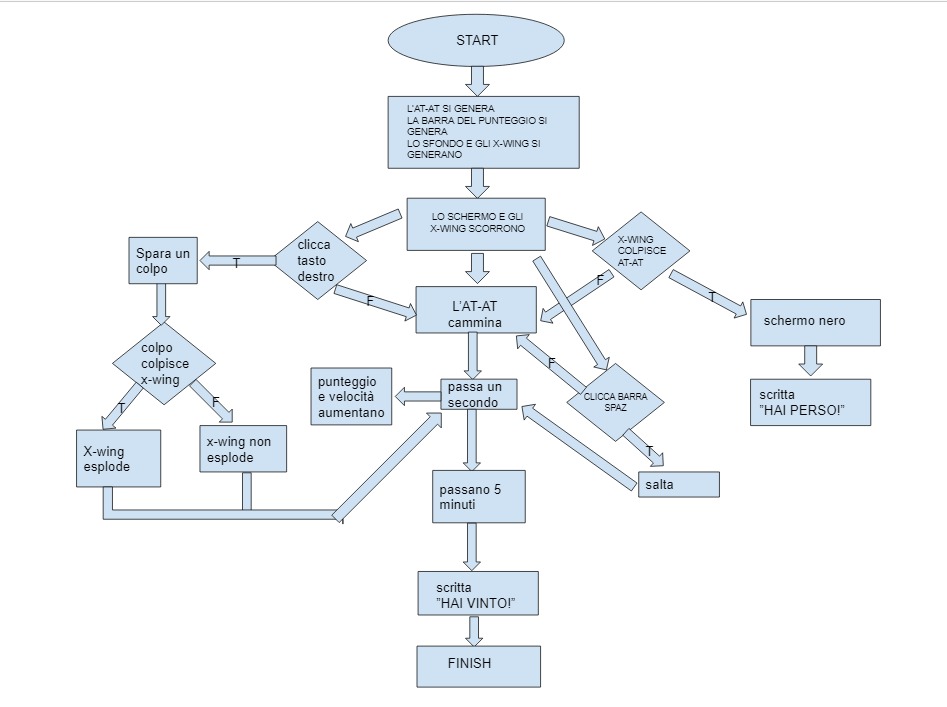 START
L'AT-AT SI GENERA
LA BARRA DEL PUNTEGGIO SI
GENERA
LO SFONDO E GLI X-WING SI
GENERANO
LO SCHERMO E GLI
X-WING SCORRONO
clicca
tasto
destro
X-WING
COLPISCE
AT-AT
Spara un
colpo
T
F
F
T
L'AT-AT
cammina
schermo nero
colpo
colpisce
x-wing
T
F
punteggio
e velocità
aumentano
passa un
secondo
F
CLICCA BARRA
SPAZ
T
scritta
"HAI PERSO!"
X-wing
esplode
x-wing non
esplode
passano 5
minuti
salta
scritta
"HAI VINTO!"
FINISH